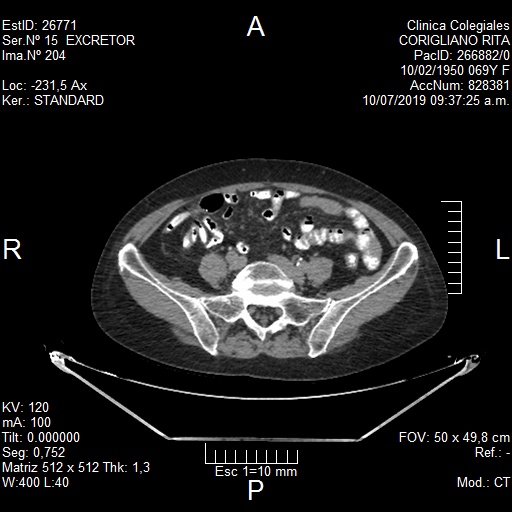 EstID: 26771
Ser.Nº 15 EXCRETOR
Ima.Nº 204
Loc: -231,5 Ax
Ker.: STANDARD
A
Clinica Colegiales
CORIGLIANO RITA
PacID: 266882/0
10/02/1950 069Y F
AccNum: 828381
10/07/2019 09:37:25 a.m.
R
L
KV: 120
mA: 100
Tilt: 0.000000
Seg: 0,752
Matriz 512 x 512 Thk: 1,3
W:400 L:40
Esc 1=10 mm
P
FOV: 50 x 49,8 cm
Ref.: -
Mod.: CT